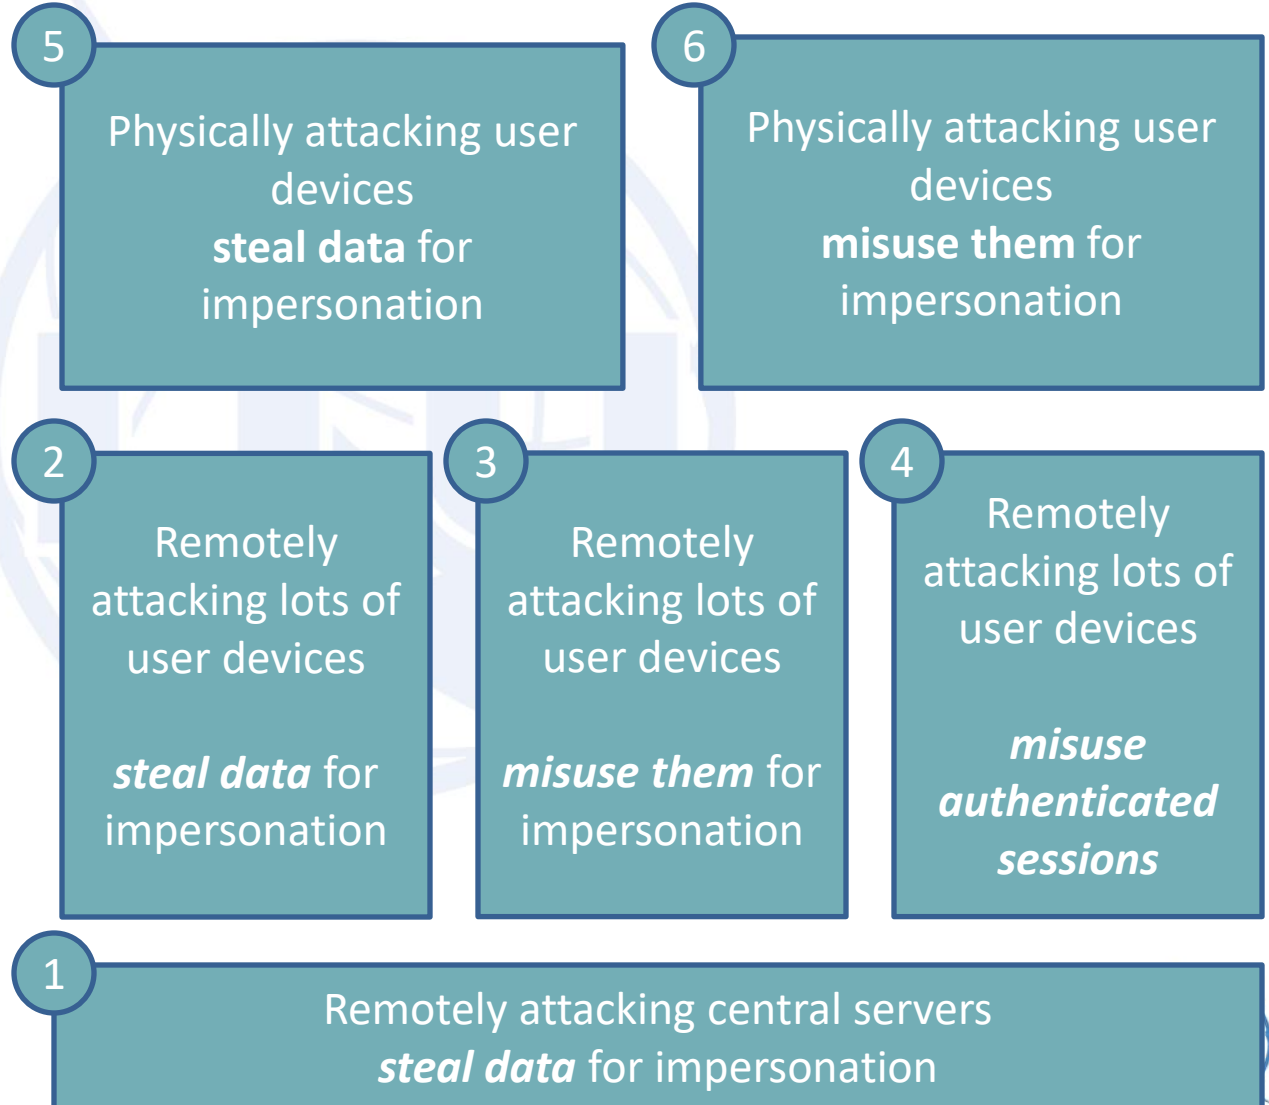 5
Physically attacking user
devices
steal data for
impersonation
6
Physically attacking user
devices
misuse them for
impersonation
2
Remotely
attacking lots of
user devices
steal data for
impersonation
3
Remotely
attacking lots of
user devices
misuse them for
impersonation
4
Remotely
attacking lots of
user devices
misuse
authenticated
sessions
1
Remotely attacking central servers
steal data for impersonation